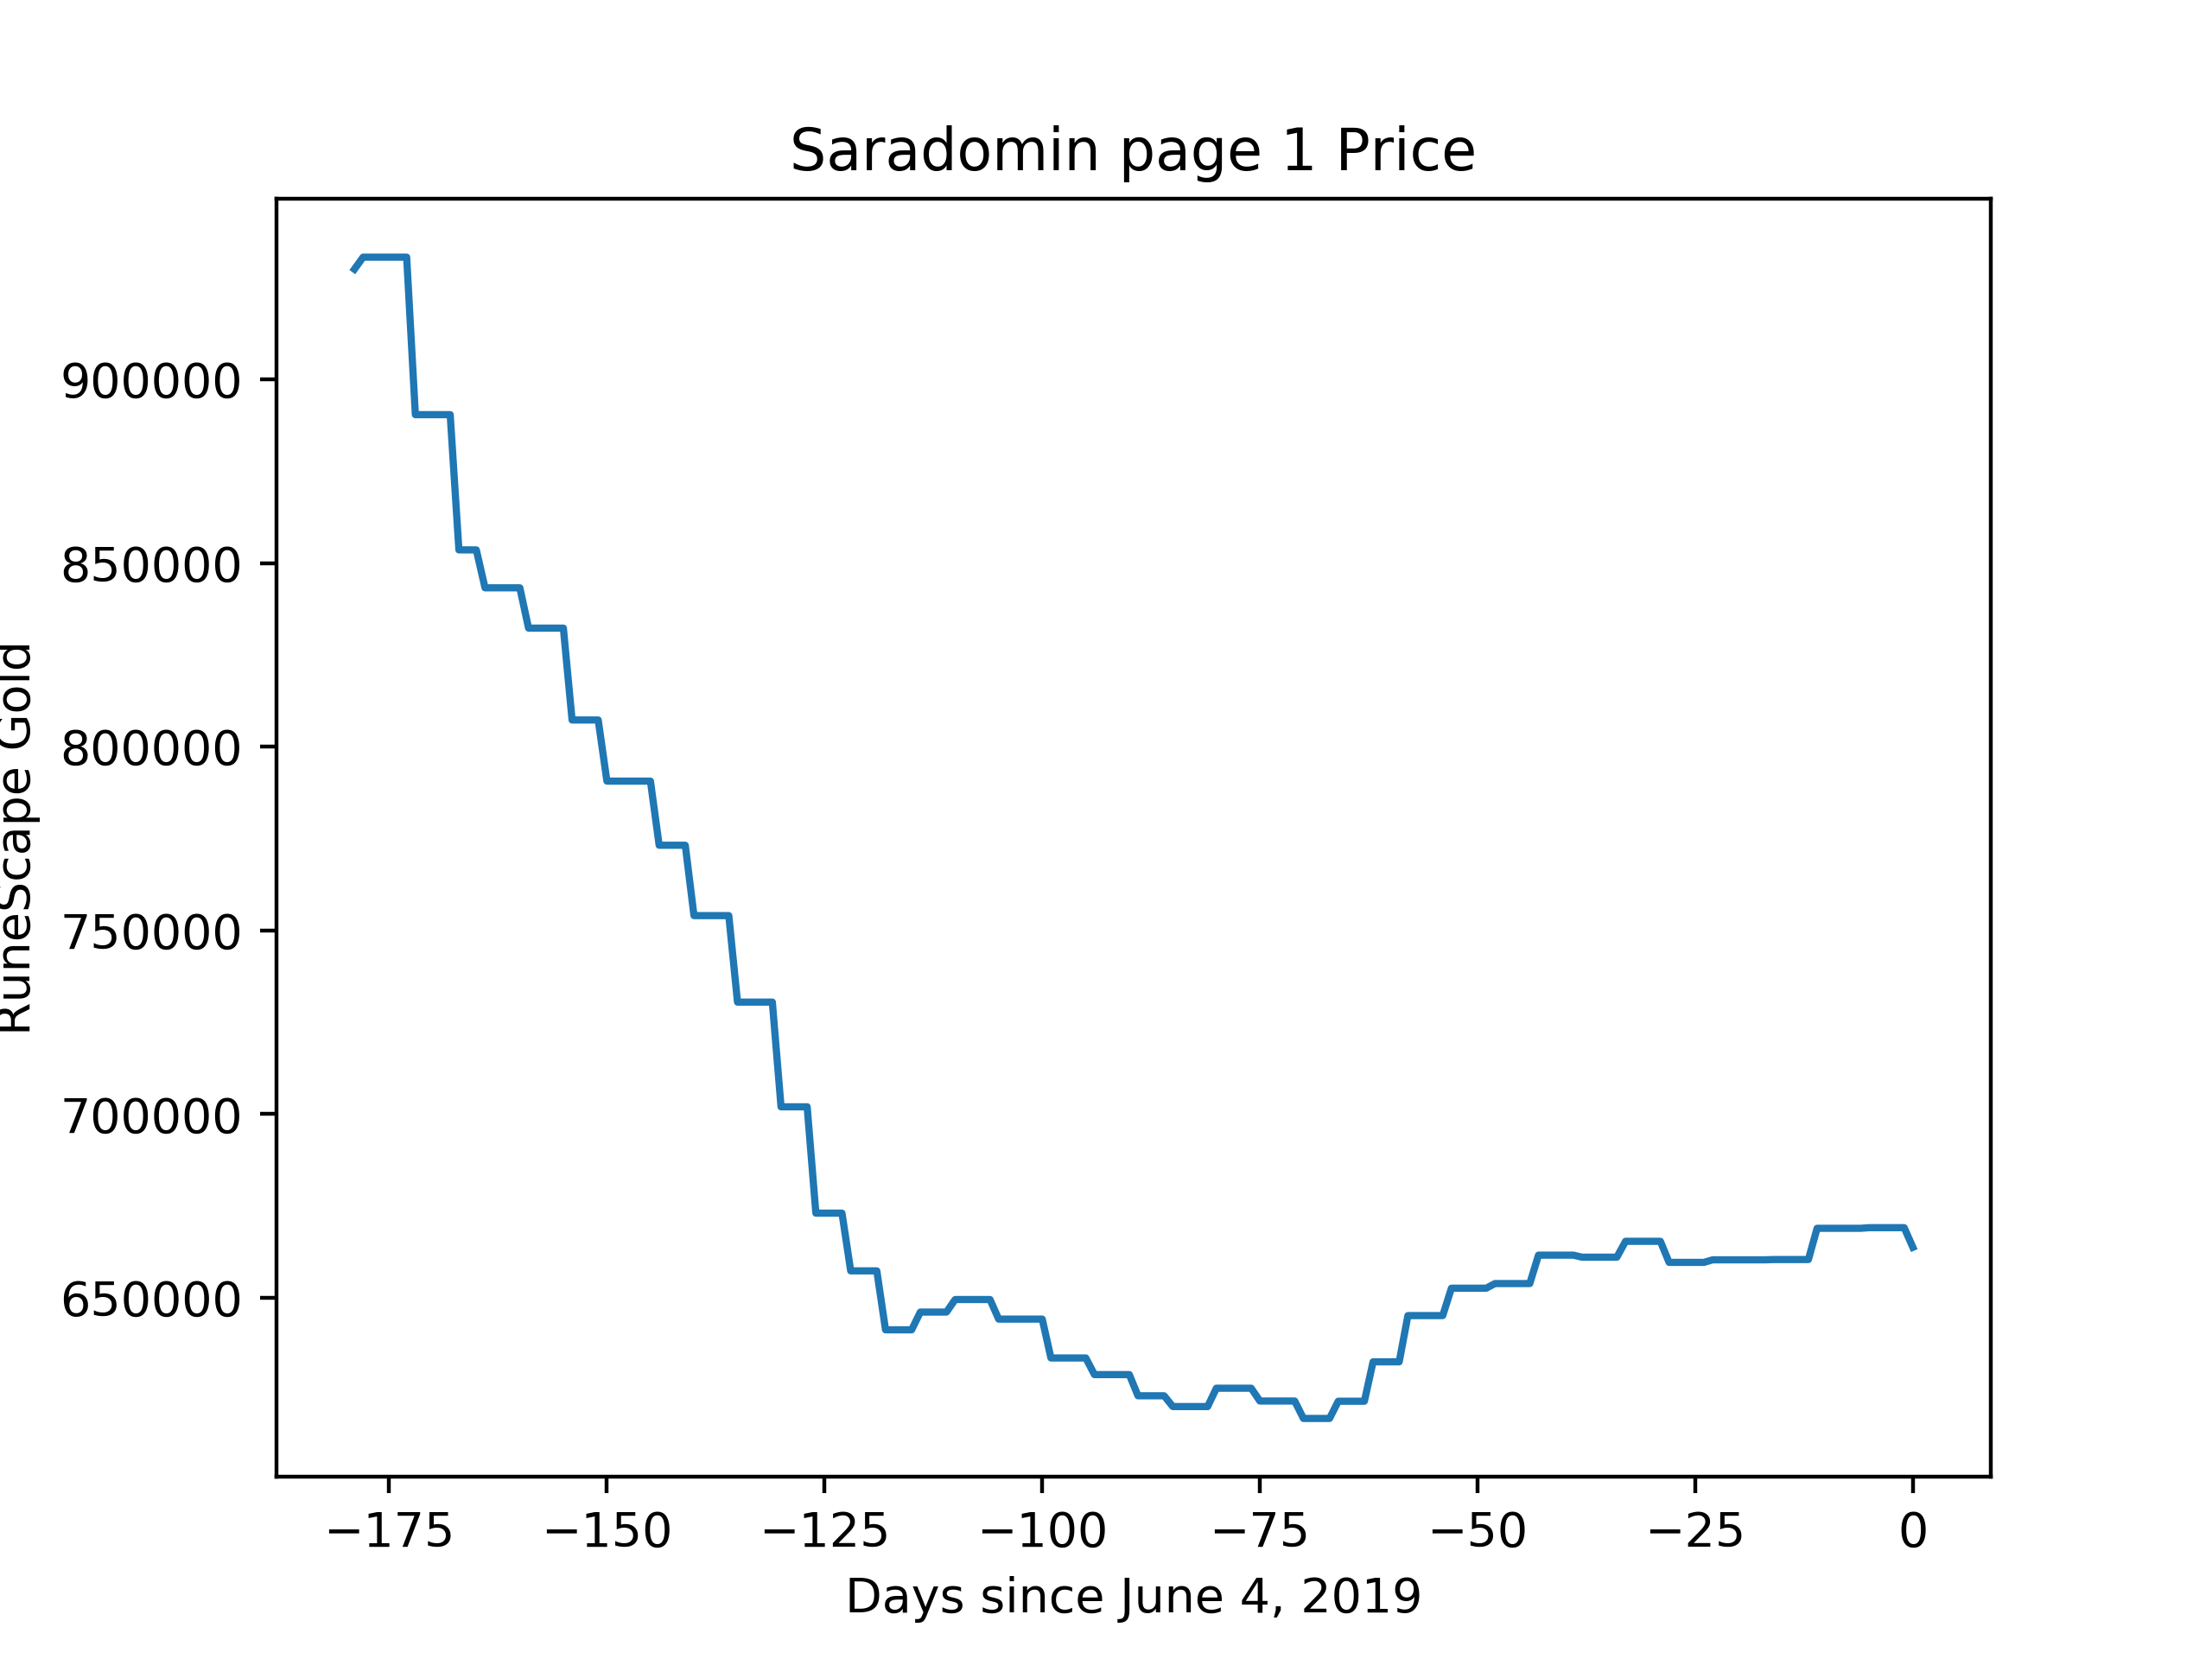 Saradomin page 1 Price
RuneScape Gold
900000
850000
800000
750000
700000
650000
−175 −150 −125 −100 −75 −50 −25 0
Days since June 4, 2019